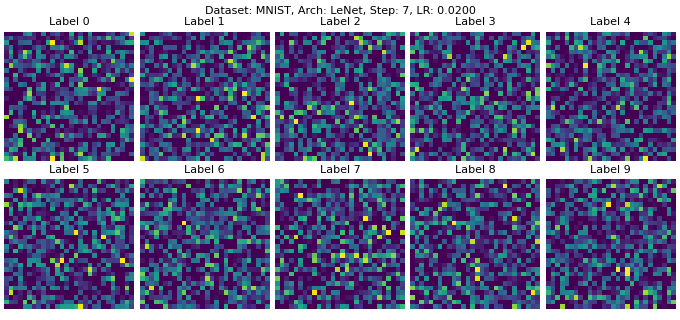 Dataset: MNIST, Arch: LeNet, Step: 7, LR: 0.0200
Label 0
Label 1
Label 2
Label 3
Label 4
Label 5
Label 6
Label 7
Label 8
Label 9